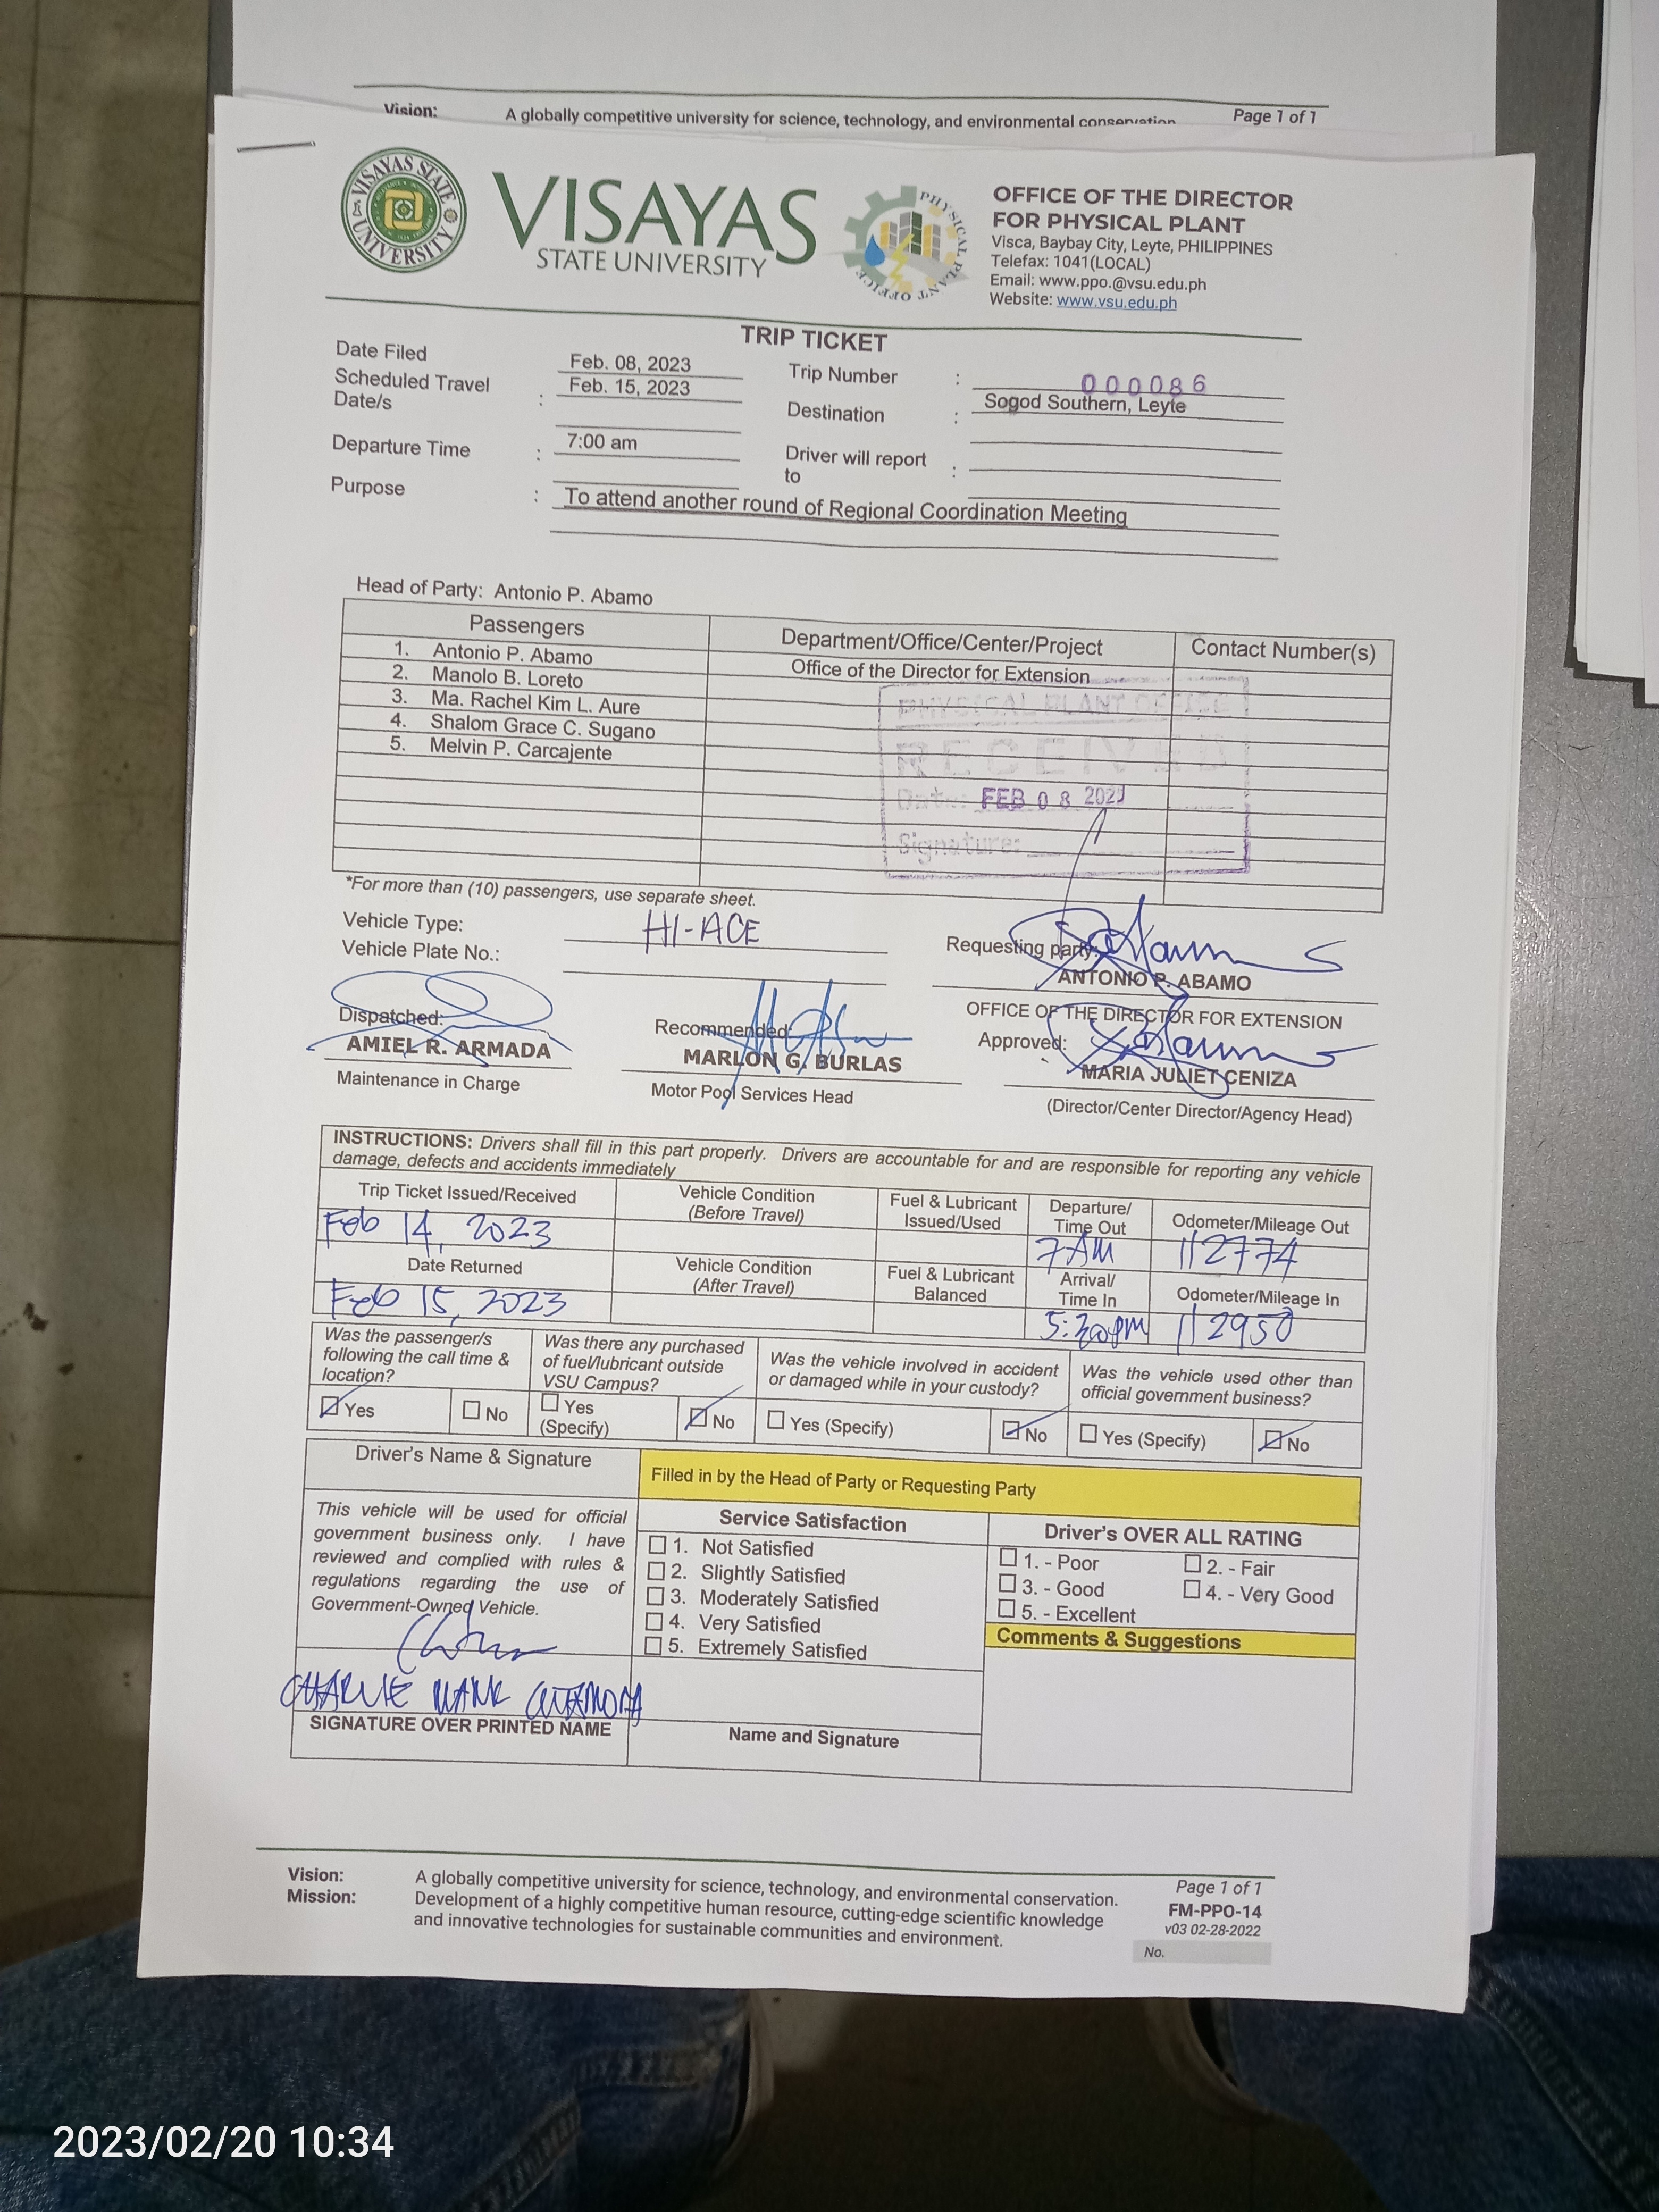 Vision: A globally competitive university for science, technology, and environmental conservation Page 1 of 1
VISAYAS STATE UNIVERSITY
VISAYAS
STATE UNIVERSITY
PHYSICAL PLANT OFFICE
OFFICE OF THE DIRECTOR
FOR PHYSICAL PLANT
Visca, Baybay City, Leyte, PHILIPPINES
Telefax: 1041(LOCAL)
Email: www.ppo.@vsu.edu.ph
Website: www.vsu.edu.ph
TRIP TICKET
Date Filed Feb. 08, 2023 Trip Number : 000086
Scheduled Travel Date/s : Feb. 15, 2023 Destination : Sogod Southern, Leyte
Departure Time : 7:00 am Driver will report to :
Purpose : To attend another round of Regional Coordination Meeting
Head of Party: Antonio P. Abamo
Passengers Department/Office/Center/Project Contact Number(s)
1. Antonio P. Abamo Office of the Director for Extension
2. Manolo B. Loreto
3. Ma. Rachel Kim L. Aure
4. Shalom Grace C. Sugano
5. Melvin P. Carcajente
PHYSICAL PLANT OFFICE
RECEIVED
Date: FEB 08 2023
Signature:
*For more than (10) passengers, use separate sheet.
Vehicle Type: HI-ACE
Vehicle Plate No.:
Requesting party:
ANTONIO P. ABAMO
OFFICE OF THE DIRECTOR FOR EXTENSION
Dispatched: Recommended: Approved:
AMIEL R. ARMADA MARLON G. BURLAS MARIA JULIET CENIZA
Maintenance in Charge Motor Pool Services Head (Director/Center Director/Agency Head)
INSTRUCTIONS: Drivers shall fill in this part properly. Drivers are accountable for and are responsible for reporting any vehicle
damage, defects and accidents immediately
Trip Ticket Issued/Received Vehicle Condition (Before Travel) Fuel & Lubricant Issued/Used Departure/ Time Out Odometer/Mileage Out
Feb 14, 2023 7 AM 112774
Date Returned Vehicle Condition (After Travel) Fuel & Lubricant Balanced Arrival/ Time In Odometer/Mileage In
Feb 15, 2023 5:30pm 112950
Was the passenger/s following the call time & location? Was there any purchased of fuel/lubricant outside VSU Campus? Was the vehicle involved in accident or damaged while in your custody? Was the vehicle used other than official government business?
Yes No Yes (Specify) No Yes (Specify) No Yes (Specify) No
Driver's Name & Signature
Filled in by the Head of Party or Requesting Party
This vehicle will be used for official
government business only. I have
reviewed and complied with rules &
regulations regarding the use of
Government-Owned Vehicle.
CHARLIE MARK
SIGNATURE OVER PRINTED NAME
Service Satisfaction
1. Not Satisfied
2. Slightly Satisfied
3. Moderately Satisfied
4. Very Satisfied
5. Extremely Satisfied
Name and Signature
Driver's OVER ALL RATING
1. - Poor 2. - Fair
3. - Good 4. - Very Good
5. - Excellent
Comments & Suggestions
Vision: A globally competitive university for science, technology, and environmental conservation.
Mission: Development of a highly competitive human resource, cutting-edge scientific knowledge
and innovative technologies for sustainable communities and environment.
Page 1 of 1
FM-PPO-14
v03 02-28-2022
No.
2023/02/20 10:34